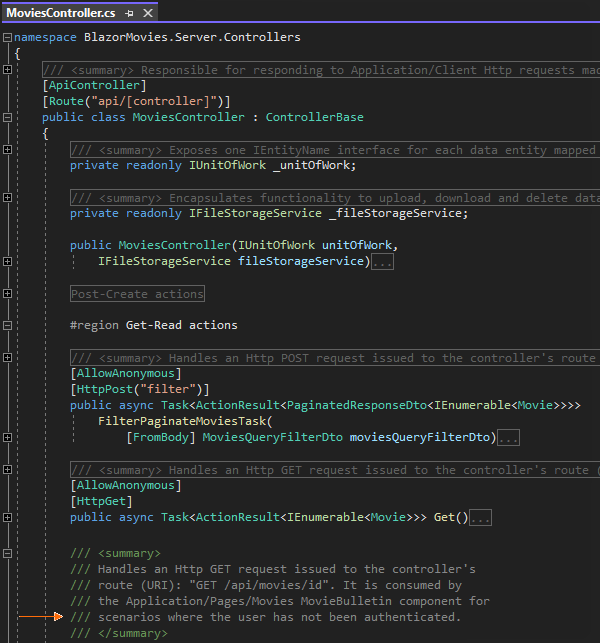 MoviesController.cs
namespace BlazorMovies.Server.Controllers
{
/// <summary> Responsible for responding to Application/Client Http requests mad
[ApiController]
[Route("api/[controller]")]
public class MoviesController : ControllerBase
{
/// <summary> Exposes one IEntityName interface for each data entity mapped
private readonly IUnitOfWork _unitOfWork;
/// <summary> Encapsulates functionality to upload, download and delete data
private readonly IFileStorageService _fileStorageService;
public MoviesController(IUnitOfWork unitOfWork,
IFileStorageService fileStorageService)...
Post-Create actions
#region Get-Read actions
/// <summary> Handles an Http POST request issued to the controller's route
[AllowAnonymous]
[HttpPost("filter")]
public async Task<ActionResult<PaginatedResponseDto<IEnumerable<Movie>>>>
FilterPaginateMoviesTask(
[FromBody] MoviesQueryFilterDto moviesQueryFilterDto)...
/// <summary> Handles an Http GET request issued to the controller's route (
[AllowAnonymous]
[HttpGet]
public async Task<ActionResult<IEnumerable<Movie>>> Get()...
/// <summary>
/// Handles an Http GET request issued to the controller's
/// route (URI): "GET /api/movies/id". It is consumed by
/// the Application/Pages/Movies MovieBulletin component for
/// scenarios where the user has not been authenticated.
/// </summary>